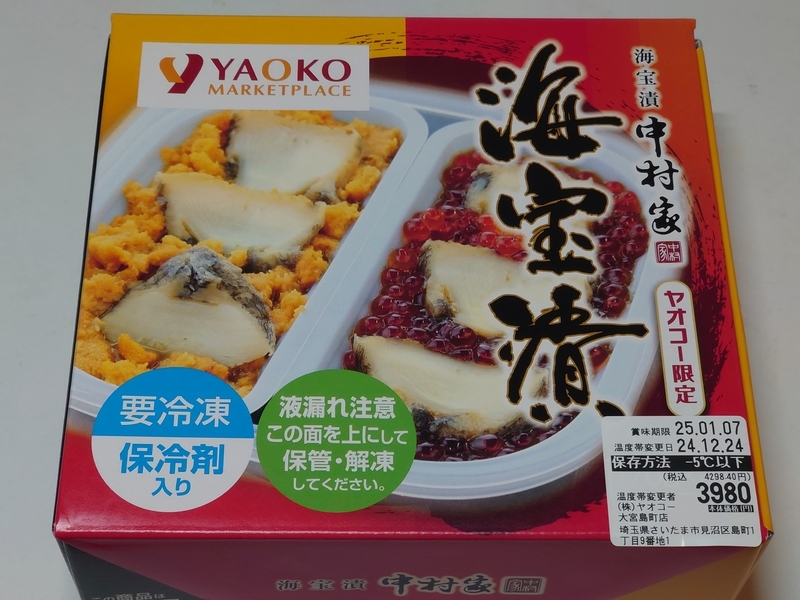 YAOKO
MARKETPLACE
海宝漬
中村家
中村家
海宝漬
ヤオコー限定
要冷凍
保冷剤
入り
液漏れ注意
この面を上にして
保管・解凍
してください。
賞味期限 25.01.07
温度帯変更日 24.12.24
保存方法 -5℃以下
(税込 4298.40円)
3980
本体価格(円)
温度帯変更者
(株)ヤオコー
大宮島町店
埼玉県さいたま市見沼区島町1
丁目9番地1
海宝漬 中村家
この商品は